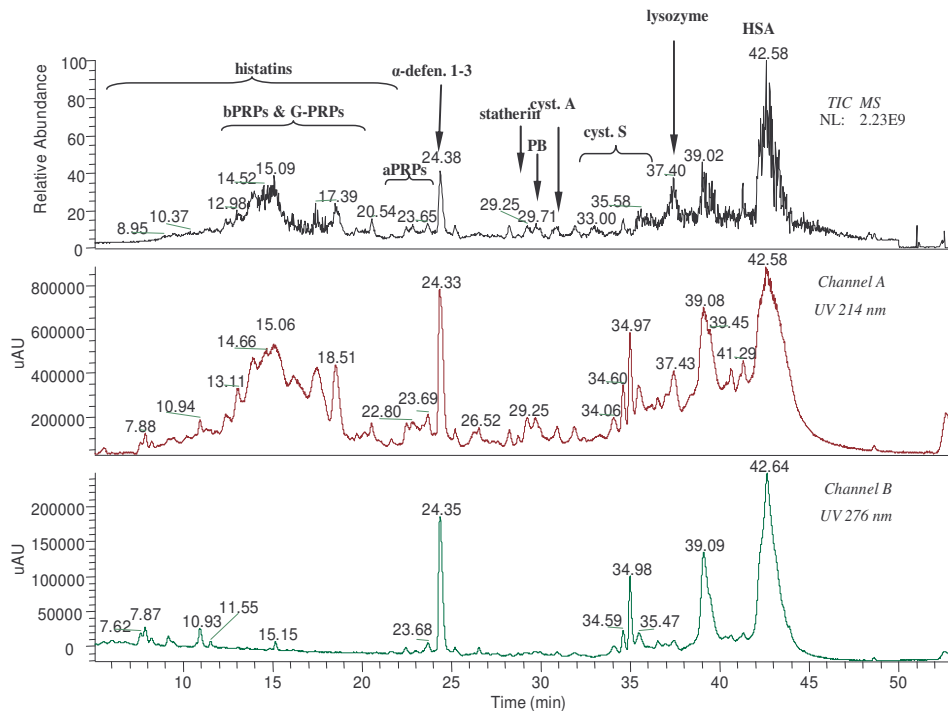 lysozyme
HSA
histatins
α-defen. 1-3
42.58
100
bPRPs & G-PRPs
statherin
cyst. A
TIC MS
NL: 2.23E9
80
PB
cyst. S
60
aPRPs
24.38
37.40
39.02
40
14.52
15.09
17.39
29.25
35.58
12.98
20
8.95
10.37
20.54
23.65
29.71
33.00
0
Relative Abundance
42.58
Channel A
UV 214 nm
800000
24.33
39.08
600000
14.66
15.06
34.97
39.45
18.51
41.29
400000
13.11
37.43
34.60
10.94
23.69
22.80
34.06
200000
7.88
26.52
29.25
0
uAU
42.64
Channel B
UV 276 nm
24.35
150000
39.09
100000
34.98
50000
7.62
7.87
10.93
11.55
15.15
23.68
34.59
35.47
0
uAU
10 15 20 25 30 35 40 45 50
Time (min)